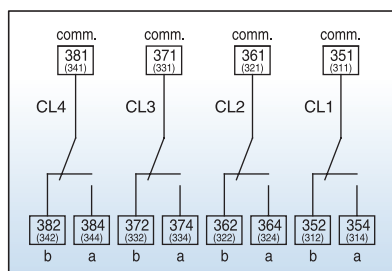 comm. comm. comm. comm.
381 371 361 351
(341) (331) (321) (311)
CL4 CL3 CL2 CL1
382 384 372 374 362 364 352 354
(342) (344) (332) (334) (322) (324) (312) (314)
b a b a b a b a